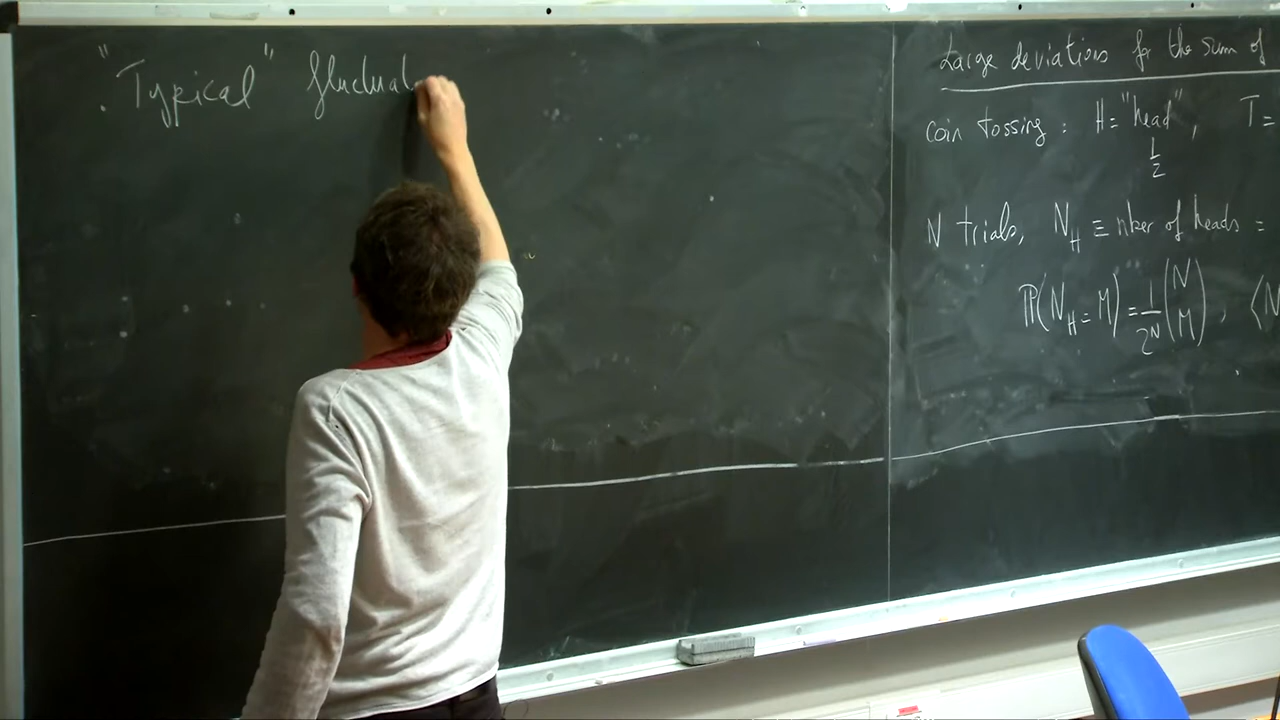 . "Typical" fluctuat
Large deviations for the sum of
coin tossing : H = "head", T =
1/2
N trials, N_H ≡ nber of heads =
ℙ(N_H = M) = 1/2^N (N M), ⟨N